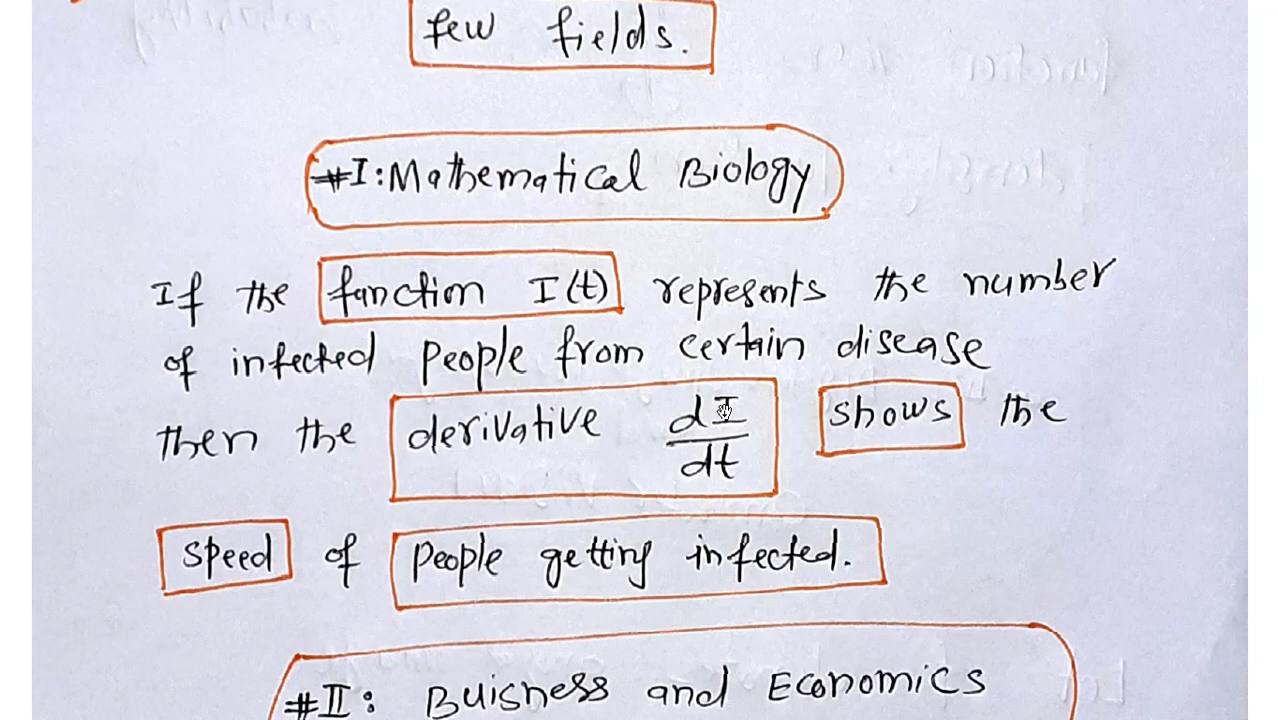 few fields.
#I: Mathematical Biology
If the function I(t) represents the number
of infected people from certain disease
then the derivative dI/dt shows the
speed of people getting infected.
#II: Buisness and Economics